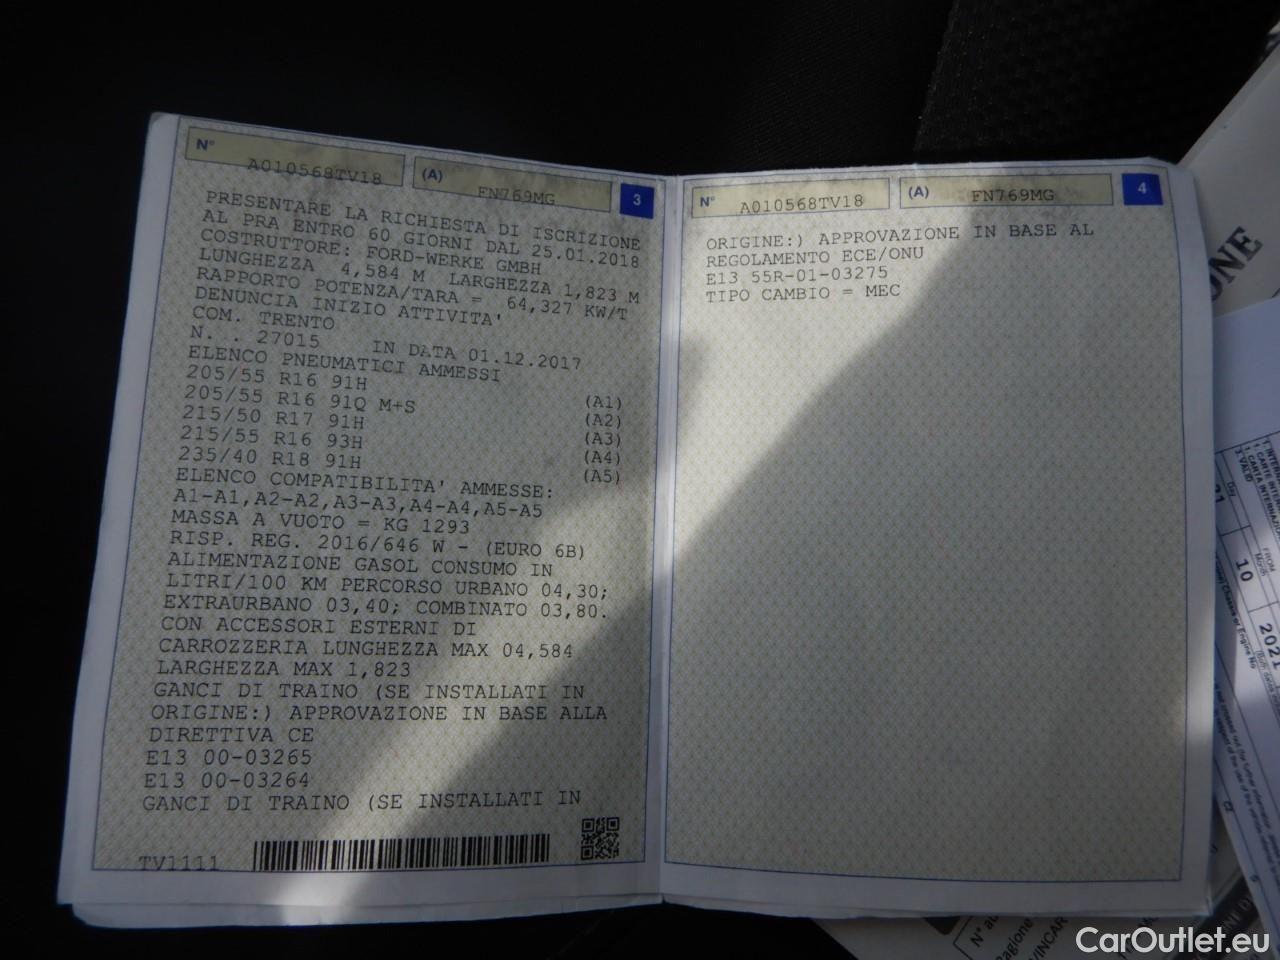 N° A010568TV18 (A) FN769MG 3
PRESENTARE LA RICHIESTA DI ISCRIZIONE
AL PRA ENTRO 60 GIORNI DAL 25.01.2018
COSTRUTTORE: FORD-WERKE GMBH
LUNGHEZZA 4,584 M LARGHEZZA 1,823 M
RAPPORTO POTENZA/TARA = 64,327 KW/T
DENUNCIA INIZIO ATTIVITA'
COM. TRENTO
N. . 27015 IN DATA 01.12.2017
ELENCO PNEUMATICI AMMESSI
205/55 R16 91H (A1)
205/55 R16 91Q M+S (A2)
215/50 R17 91H (A3)
215/55 R16 93H (A4)
235/40 R18 91H (A5)
ELENCO COMPATIBILITA' AMMESSE:
A1-A1,A2-A2,A3-A3,A4-A4,A5-A5
MASSA A VUOTO = KG 1293
RISP. REG. 2016/646 W - (EURO 6B)
ALIMENTAZIONE GASOL CONSUMO IN
LITRI/100 KM PERCORSO URBANO 04,30;
EXTRAURBANO 03,40; COMBINATO 03,80.
CON ACCESSORI ESTERNI DI
CARROZZERIA LUNGHEZZA MAX 04,584
LARGHEZZA MAX 1,823
GANCI DI TRAINO (SE INSTALLATI IN
ORIGINE:) APPROVAZIONE IN BASE ALLA
DIRETTIVA CE
E13 00-03265
E13 00-03264
GANCI DI TRAINO (SE INSTALLATI IN
TV1111
N° A010568TV18 (A) FN769MG 4
ORIGINE:) APPROVAZIONE IN BASE AL
REGOLAMENTO ECE/ONU
E13 55R-01-03275
TIPO CAMBIO = MEC
ONE
FROM
Day
Month
10
2021
CarOutlet.eu